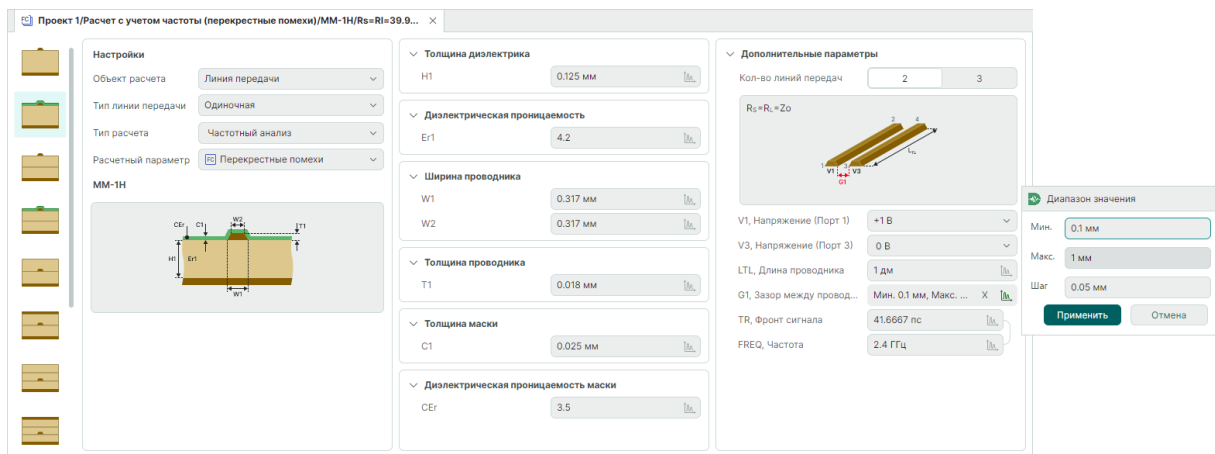 Проект 1/Расчет с учетом частоты (перекрестные помехи)/MM-1H/Rs=Rl=39.9...
Настройки
Объект расчета Линия передачи
Тип линии передачи Одиночная
Тип расчета Частотный анализ
Расчетный параметр FC Перекрестные помехи
MM-1H
CEr C1 W2 T1
H1 Er1
W1
Толщина диэлектрика
H1 0.125 мм
Диэлектрическая проницаемость
Er1 4.2
Ширина проводника
W1 0.317 мм
W2 0.317 мм
Толщина проводника
T1 0.018 мм
Толщина маски
C1 0.025 мм
Диэлектрическая проницаемость маски
CEr 3.5
Дополнительные параметры
Кол-во линий передач 2 3
RS=RL=Zo
2 4
LTL
1 3
V1 V3
G1
V1, Напряжение (Порт 1) +1 В
V3, Напряжение (Порт 3) 0 В
LTL, Длина проводника 1 дм
G1, Зазор между провод... Мин. 0.1 мм, Макс. ... X
TR, Фронт сигнала 41.6667 пс
FREQ, Частота 2.4 ГГц
Диапазон значения
Мин. 0.1 мм
Макс. 1 мм
Шаг 0.05 мм
Применить Отмена